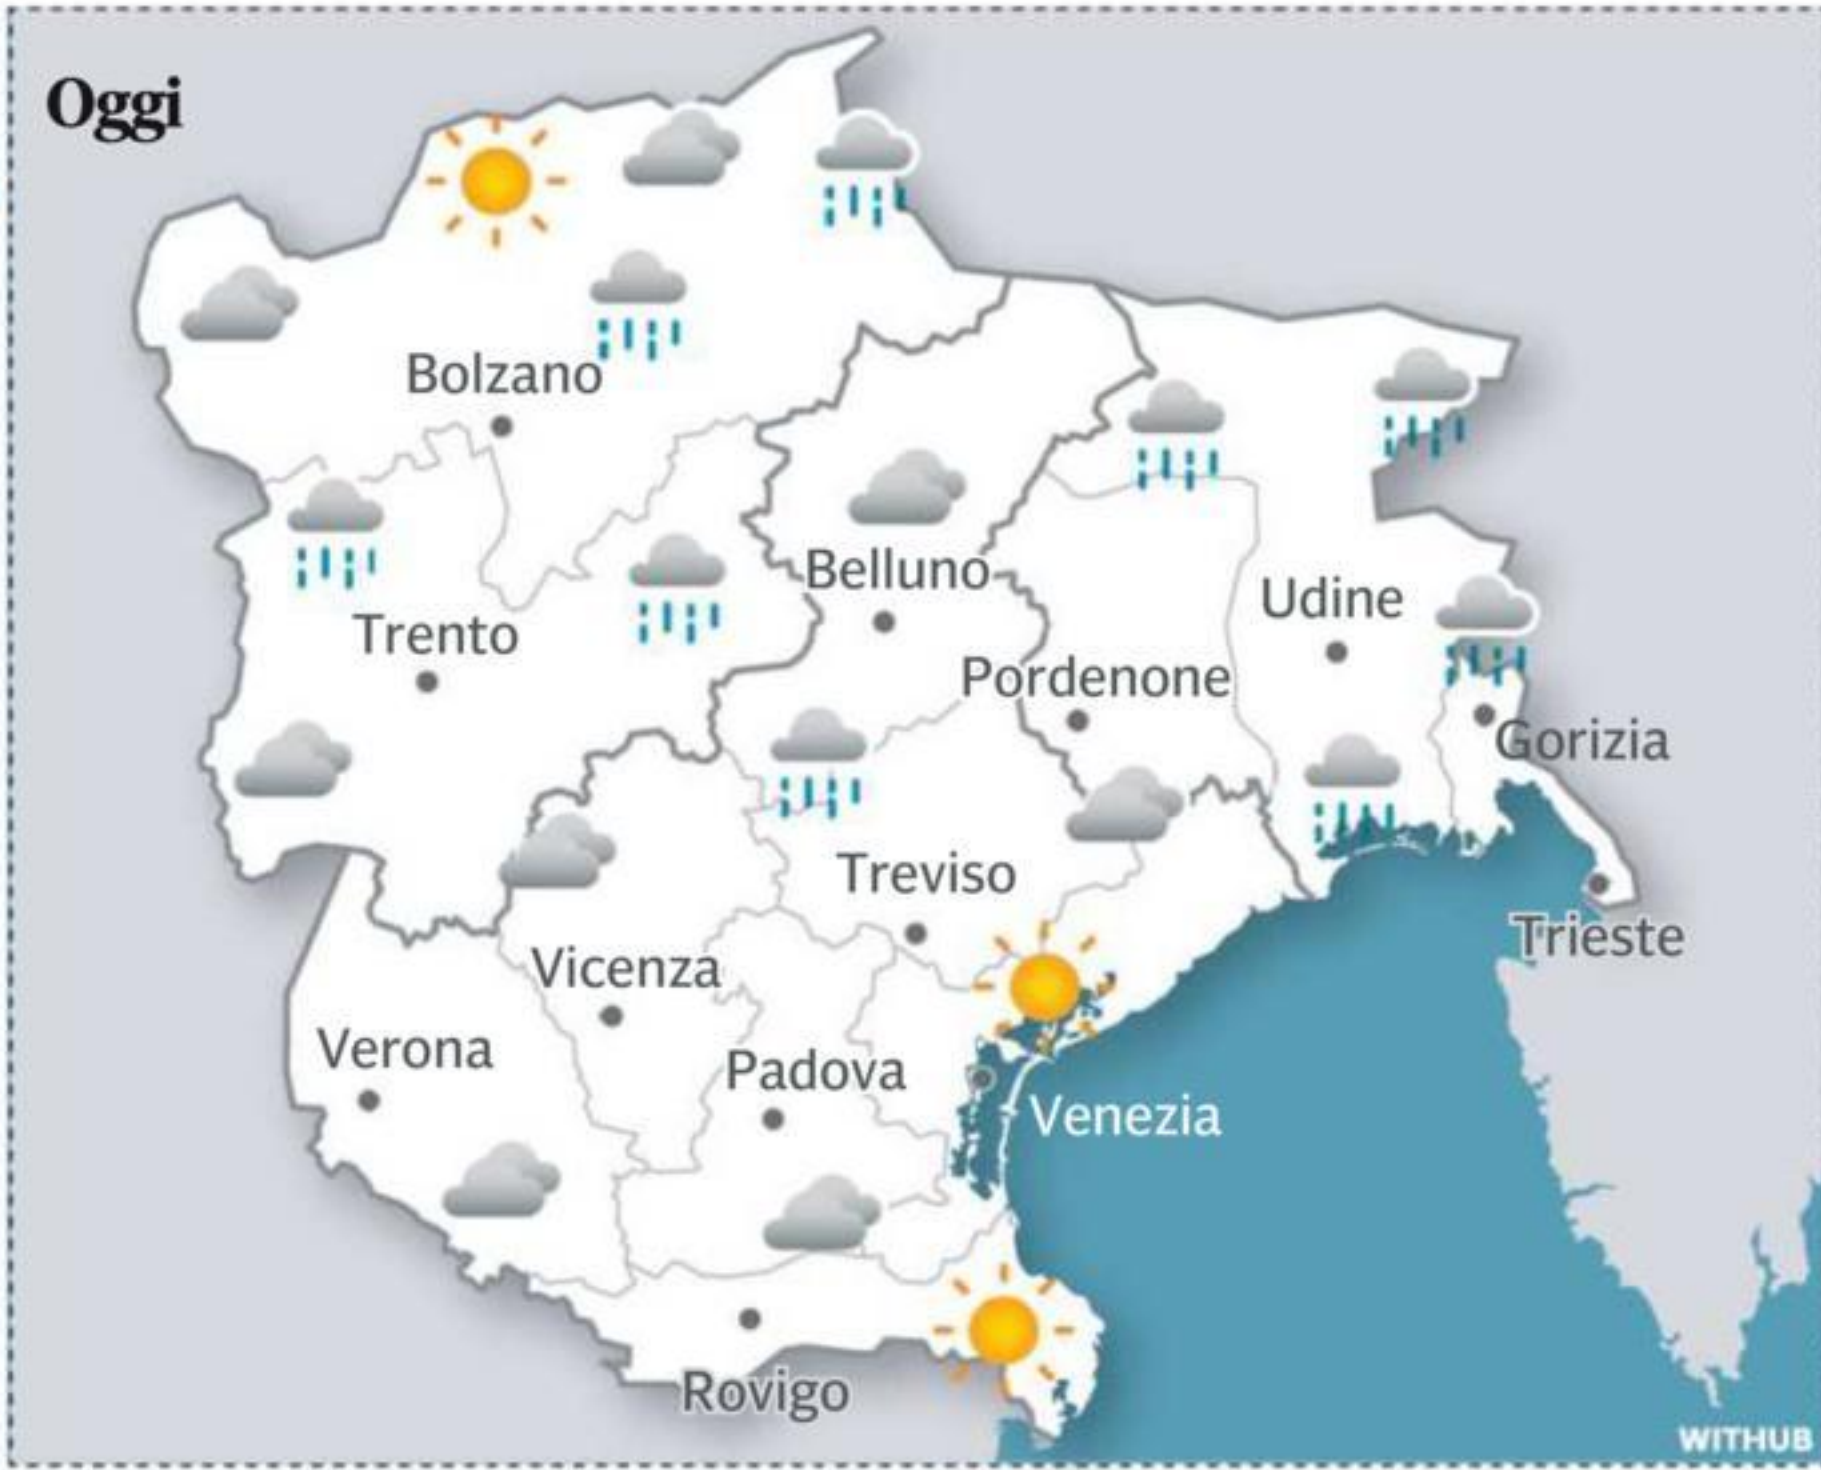 Oggi
Bolzano
Belluno
Udine
Trento
Pordenone
Gorizia
Treviso
Trieste
Vicenza
Verona
Padova
Venezia
Rovigo
WITHUB